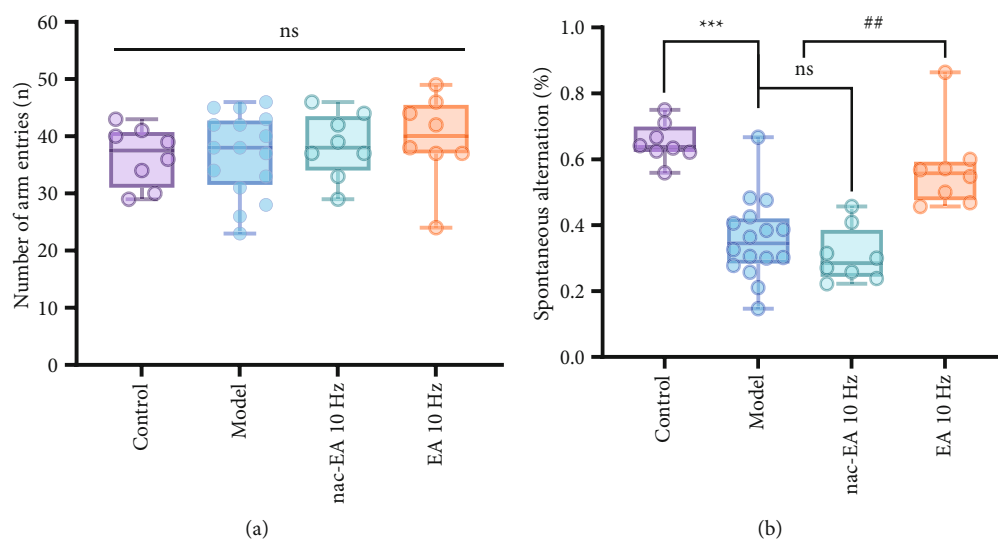 Number of arm entries (n)
60
50
40
30
20
10
0
ns
Control
Model
nac-EA 10 Hz
EA 10 Hz
(a)
Spontaneous alternation (%)
1.0
0.8
0.6
0.4
0.2
0.0
***
##
ns
Control
Model
nac-EA 10 Hz
EA 10 Hz
(b)